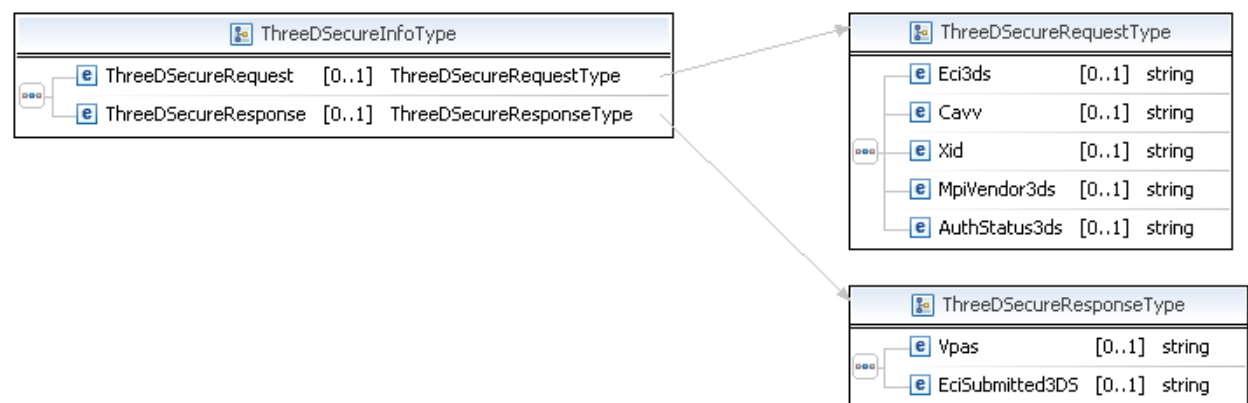 ThreeDSecureInfoType
e ThreeDSecureRequest [0..1] ThreeDSecureRequestType
e ThreeDSecureResponse [0..1] ThreeDSecureResponseType
ThreeDSecureRequestType
e Eci3ds [0..1] string
e Cavv [0..1] string
e Xid [0..1] string
e MpiVendor3ds [0..1] string
e AuthStatus3ds [0..1] string
ThreeDSecureResponseType
e Vpas [0..1] string
e EciSubmitted3DS [0..1] string